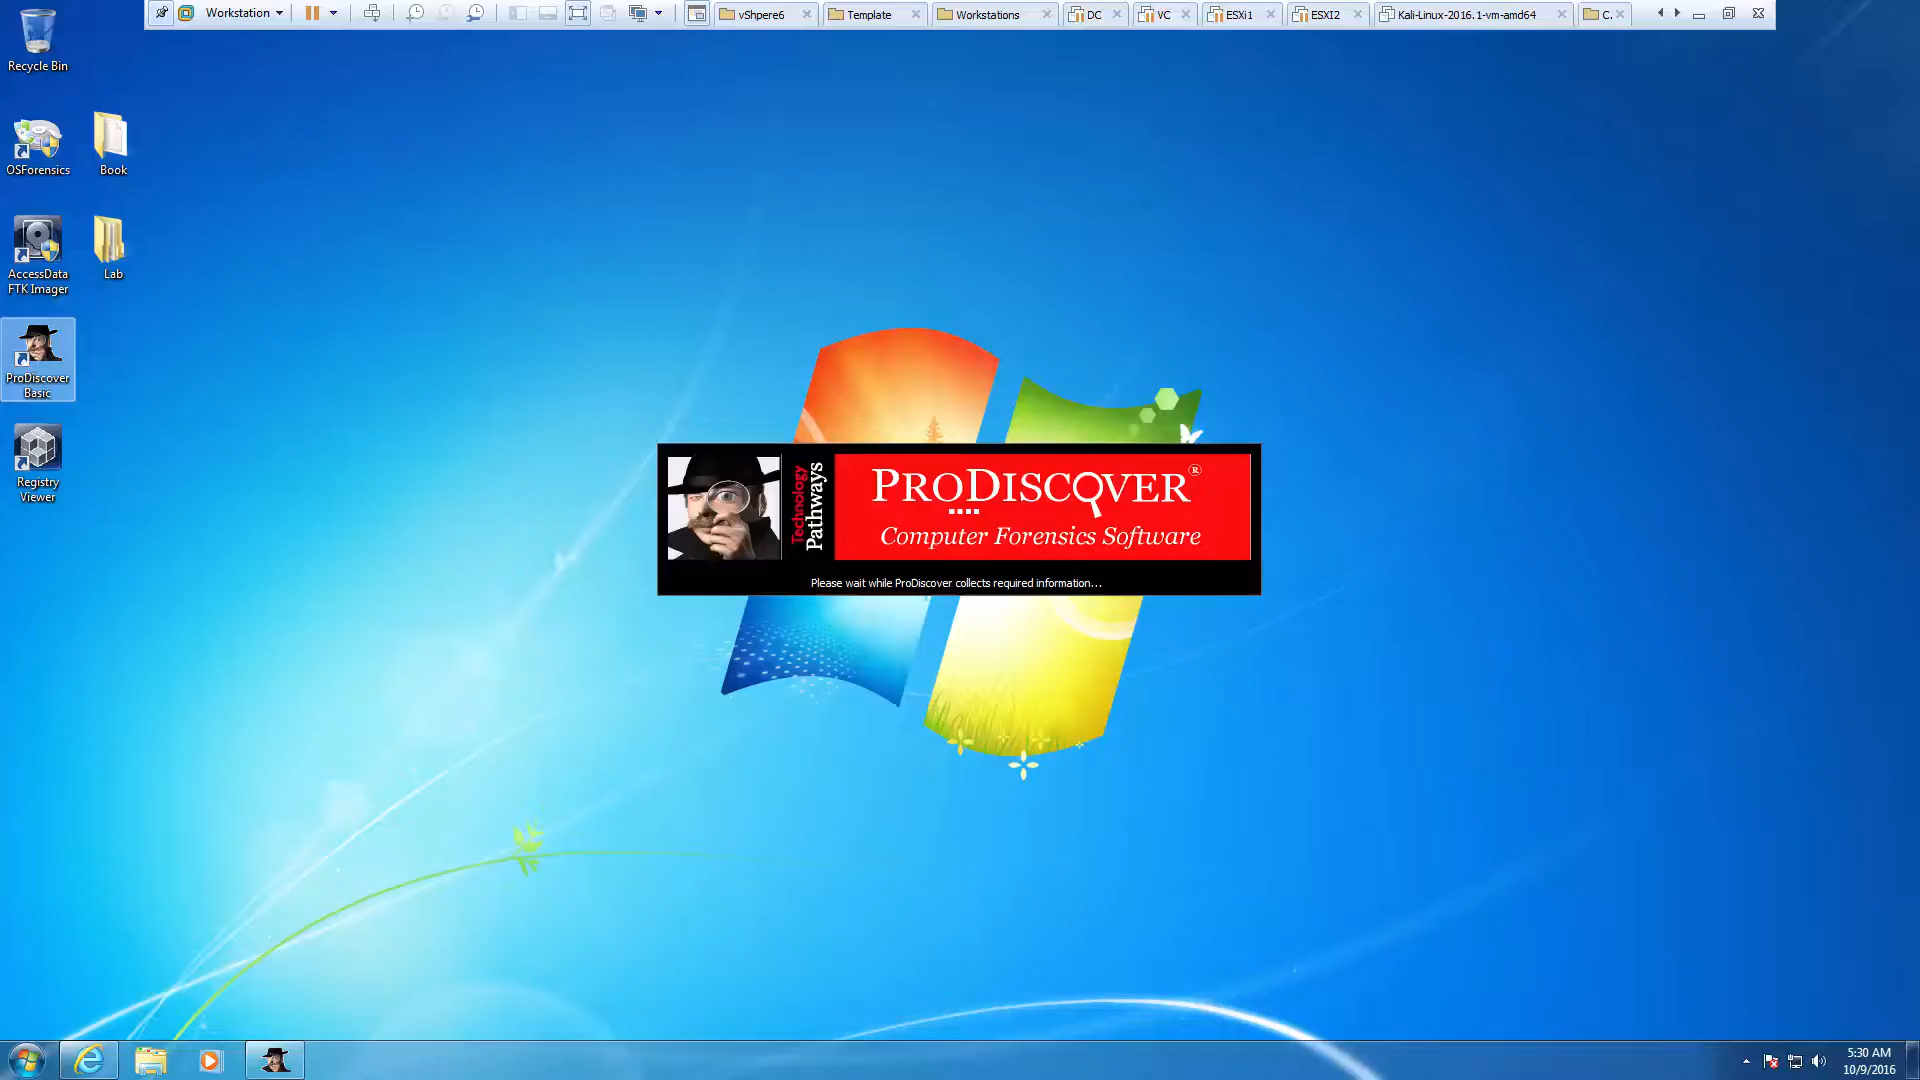 Workstation
vShpere6
Template
Workstations
DC
VC
ESXi1
ESXI2
Kali-Linux-2016.1-vm-amd64
C.
Recycle Bin
OSForensics
Book
AccessData
FTK Imager
Lab
ProDiscover
Basic
Registry
Viewer
Technology
Pathways
PRODISCOVER®
Computer Forensics Software
Please wait while ProDiscover collects required information...
5:30 AM
10/9/2016